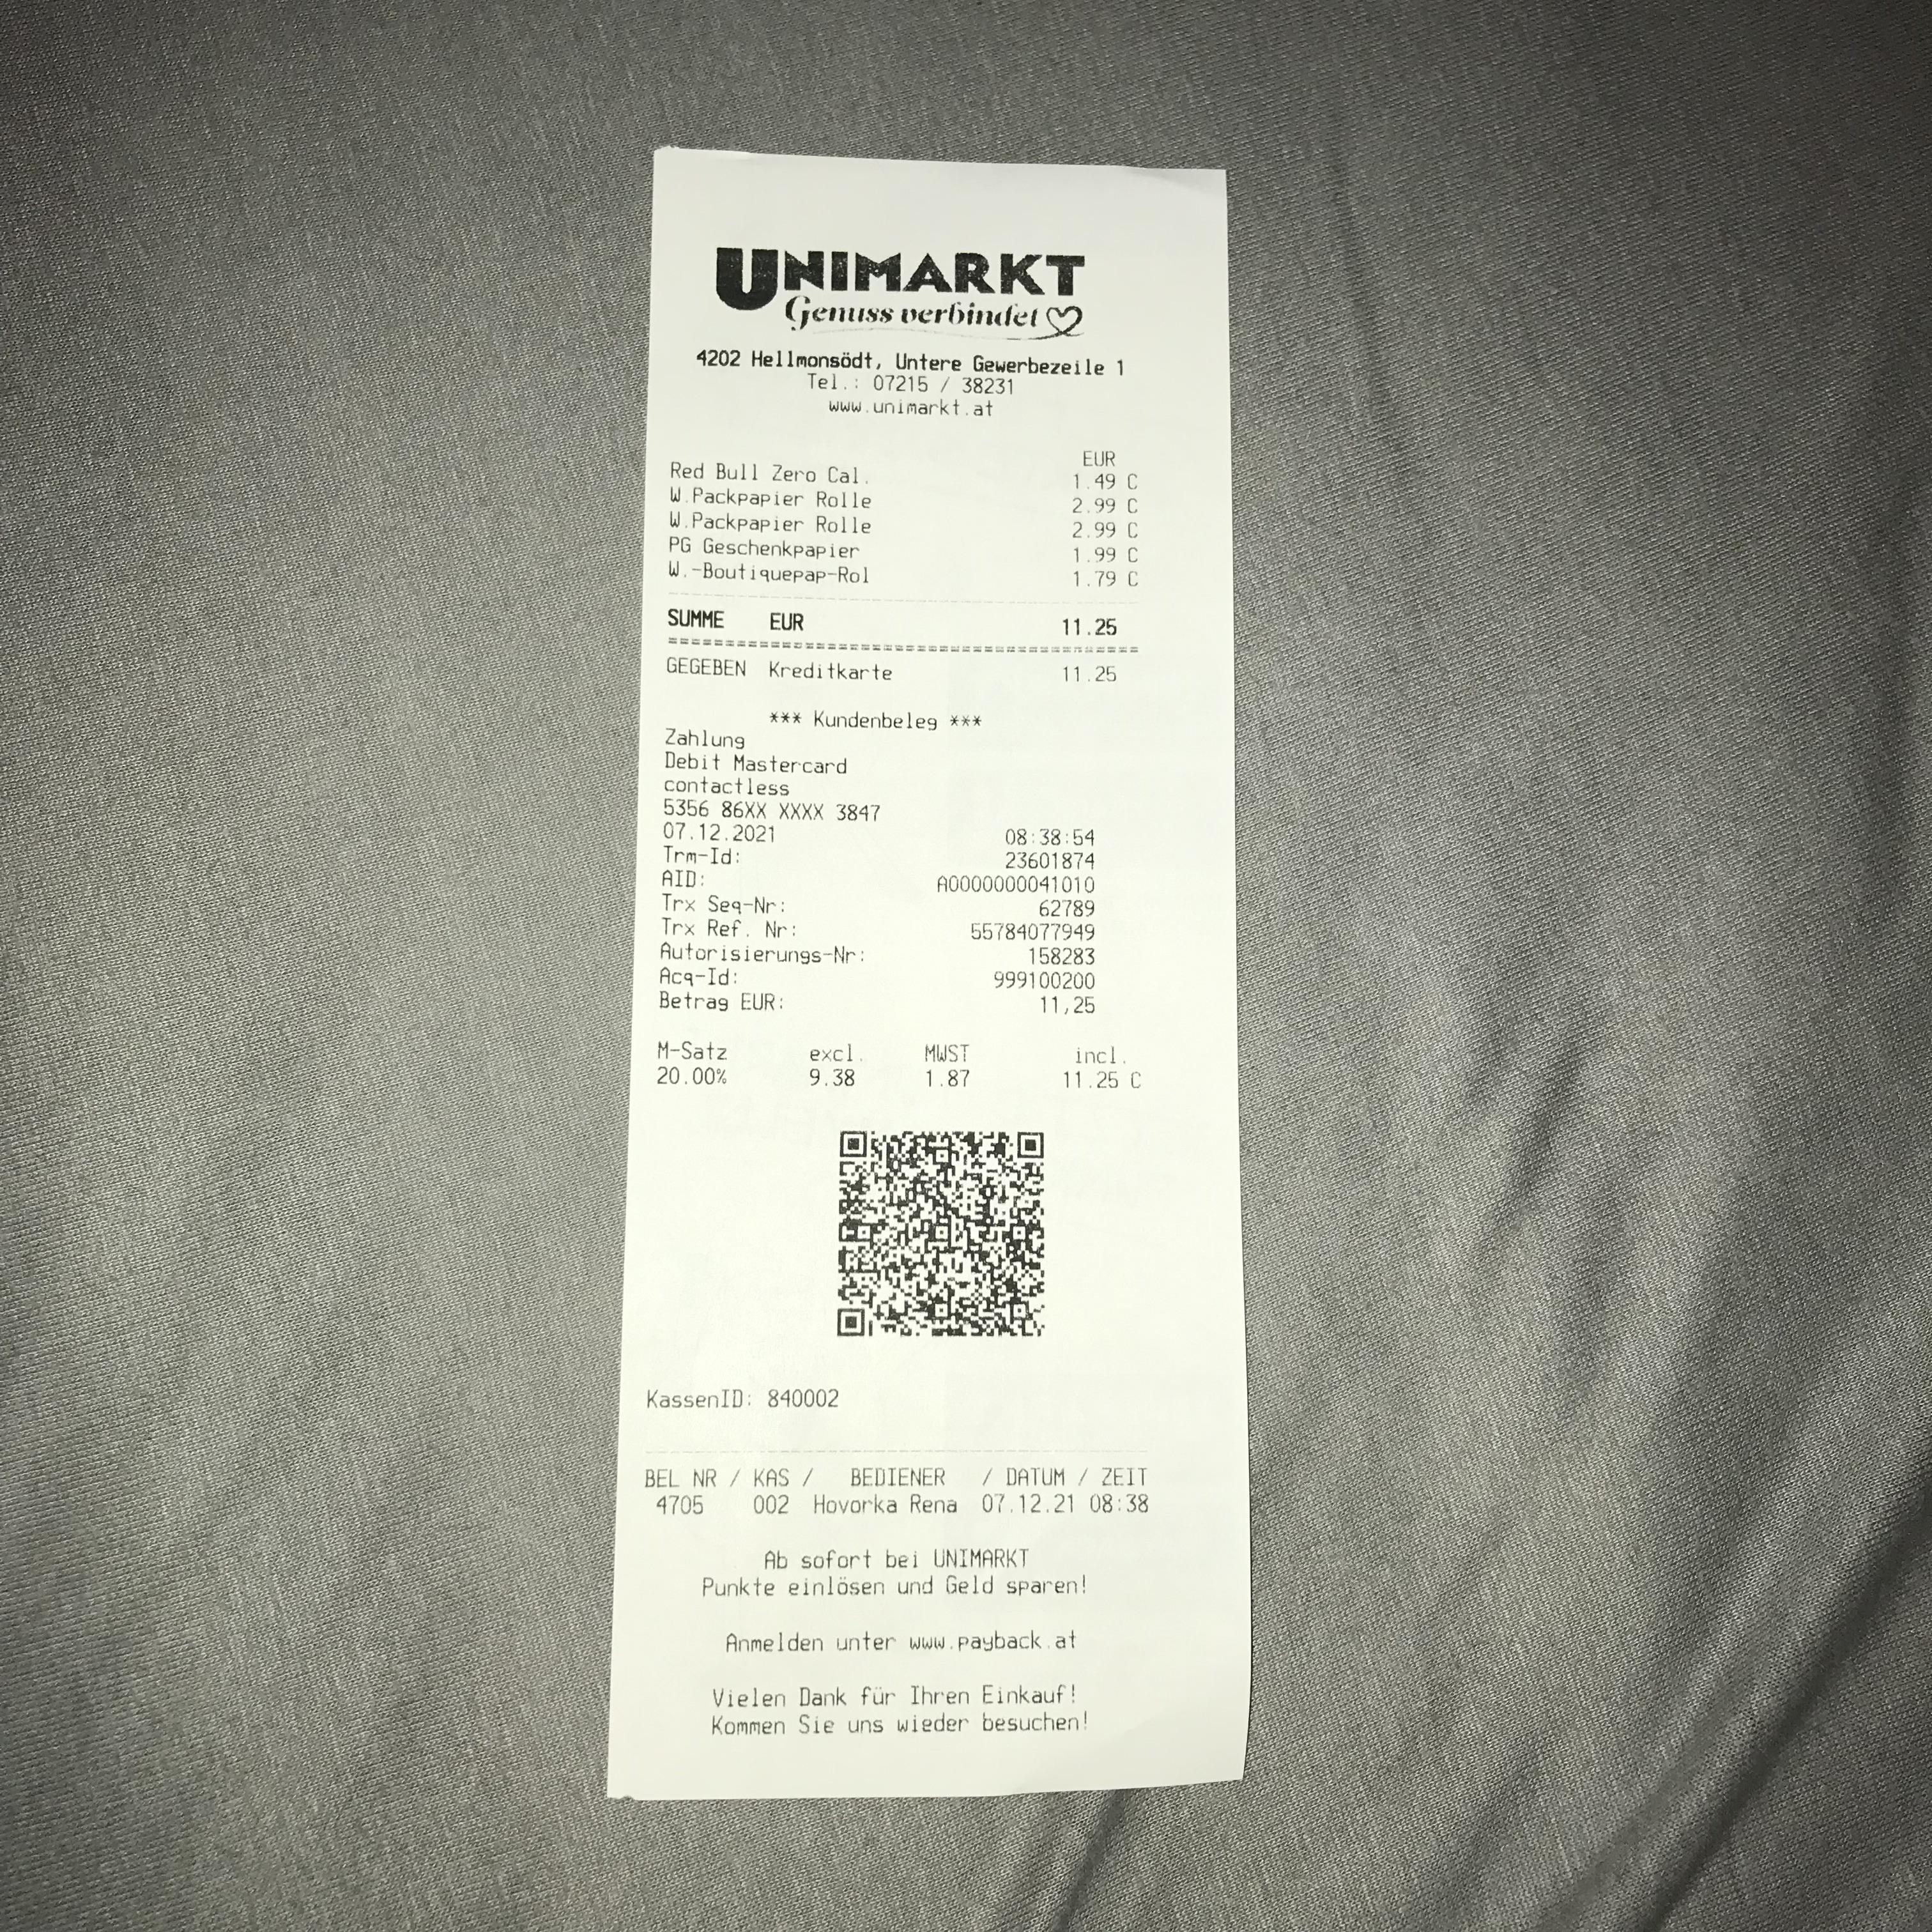 UNIMARKT
Genuss verbindet
4202 Hellmonsödt, Untere Gewerbezeile 1
Tel.: 07215 / 38231
www.unimarkt.at
EUR
Red Bull Zero Cal. 1.49 C
W.Packpapier Rolle 2.99 C
W.Packpapier Rolle 2.99 C
PG Geschenkpapier 1.99 C
W.-Boutiquepap-Rol 1.79 C
SUMME EUR 11.25
========================================
GEGEBEN Kreditkarte 11.25
*** Kundenbeleg ***
Zahlung
Debit Mastercard
contactless
5356 86XX XXXX 3847
07.12.2021 08:38:54
Trm-Id: 23601874
AID: A0000000041010
Trx Seq-Nr: 62789
Trx Ref. Nr: 55784077949
Autorisierungs-Nr: 158283
Acq-Id: 999100200
Betrag EUR: 11,25
M-Satz excl. MWST incl.
20.00% 9.38 1.87 11.25 C
KassenID: 840002
BEL NR / KAS / BEDIENER / DATUM / ZEIT
4705 002 Hovorka Rena 07.12.21 08:38
Ab sofort bei UNIMARKT
Punkte einlösen und Geld sparen!
Anmelden unter www.payback.at
Vielen Dank für Ihren Einkauf!
Kommen Sie uns wieder besuchen!